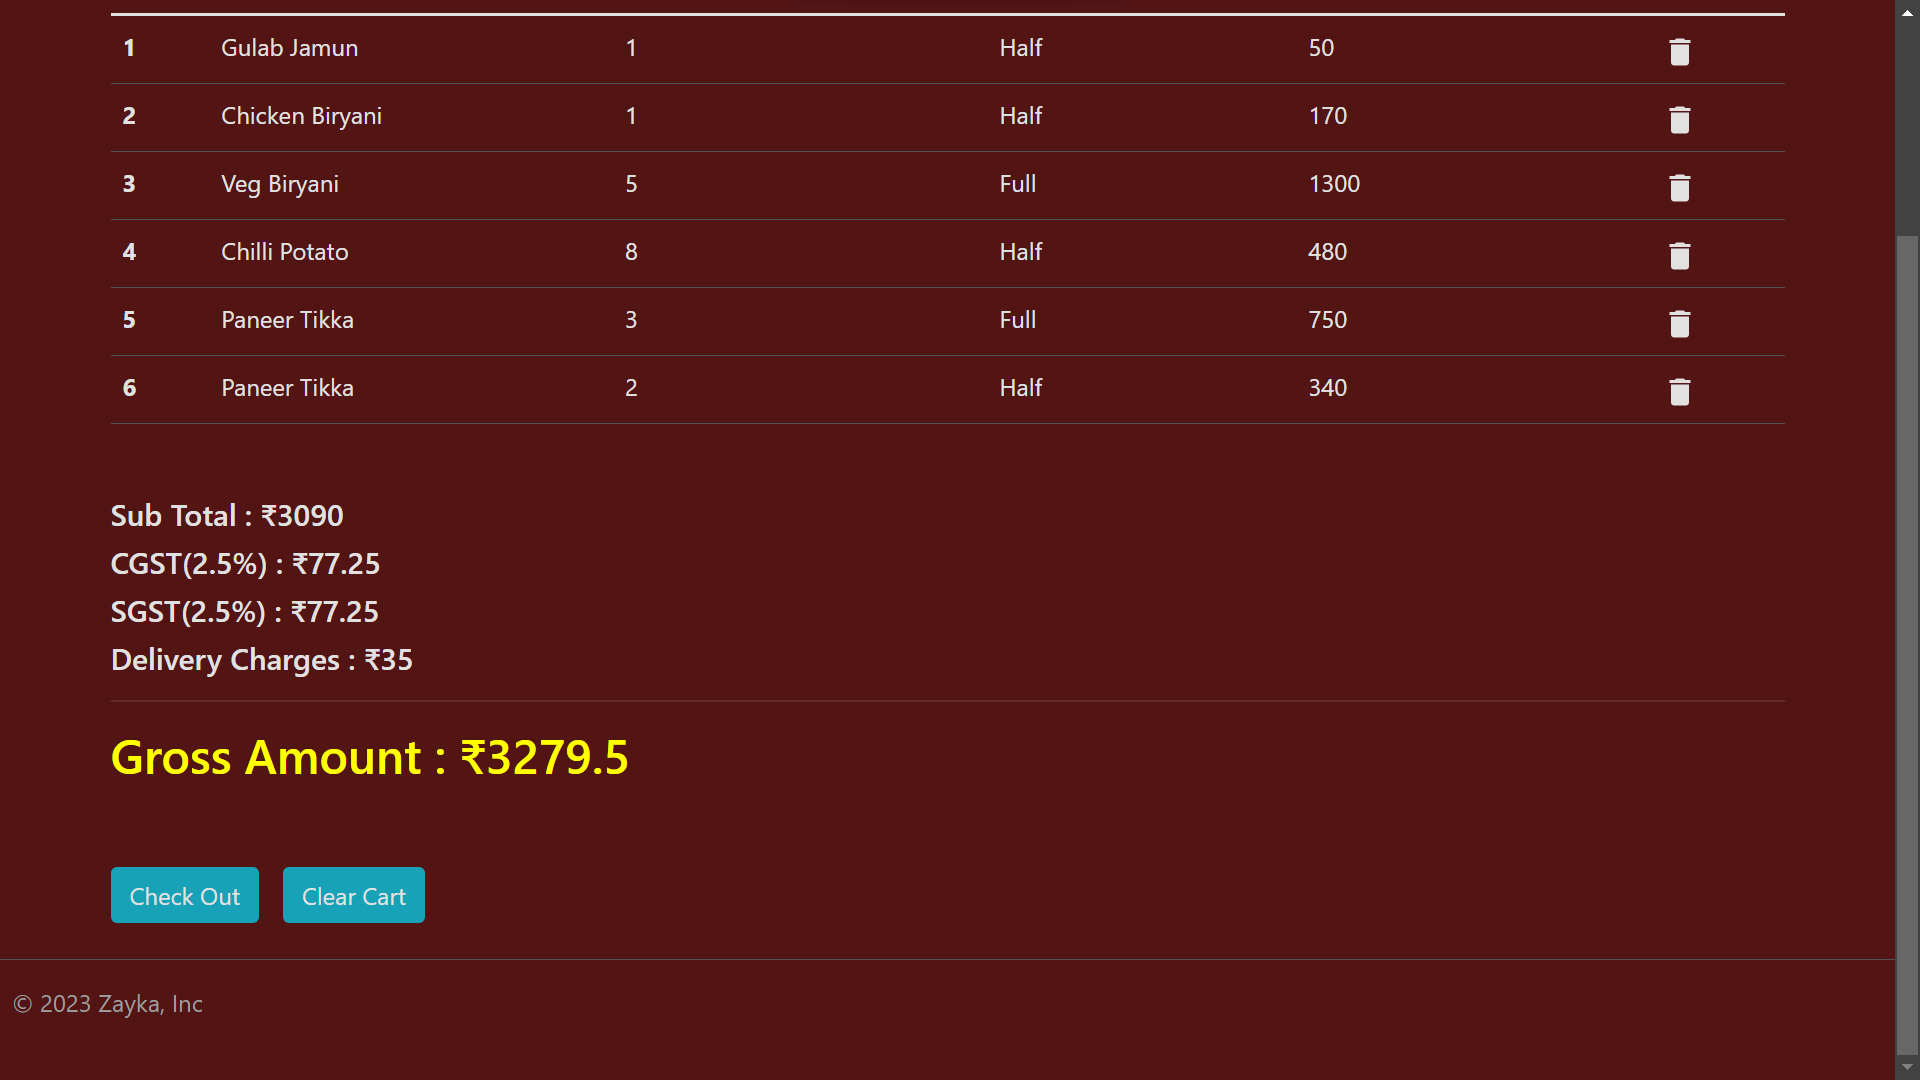 1 Gulab Jamun 1 Half 50
2 Chicken Biryani 1 Half 170
3 Veg Biryani 5 Full 1300
4 Chilli Potato 8 Half 480
5 Paneer Tikka 3 Full 750
6 Paneer Tikka 2 Half 340
Sub Total : ₹3090
CGST(2.5%) : ₹77.25
SGST(2.5%) : ₹77.25
Delivery Charges : ₹35
Gross Amount : ₹3279.5
Check Out Clear Cart
© 2023 Zayka, Inc